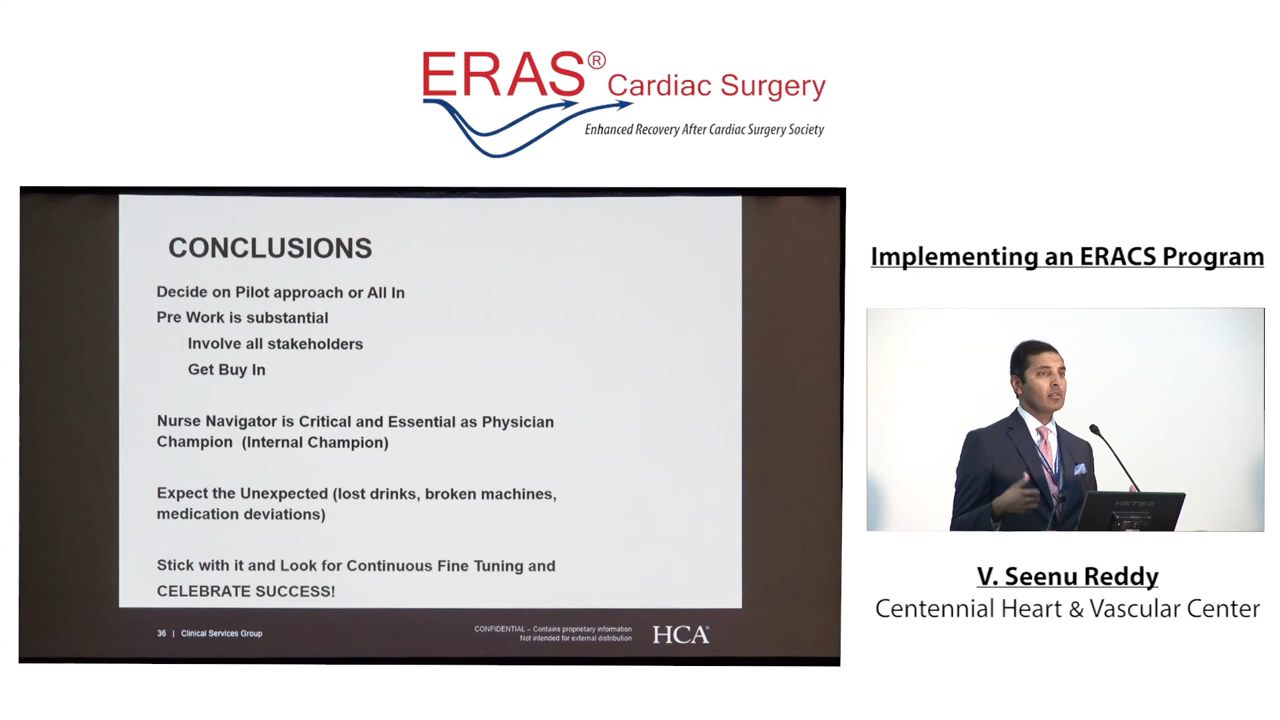 ERAS® Cardiac Surgery
Enhanced Recovery After Cardiac Surgery Society
CONCLUSIONS
Decide on Pilot approach or All In
Pre Work is substantial
Involve all stakeholders
Get Buy In
Nurse Navigator is Critical and Essential as Physician
Champion (Internal Champion)
Expect the Unexpected (lost drinks, broken machines,
medication deviations)
Stick with it and Look for Continuous Fine Tuning and
CELEBRATE SUCCESS!
36 | Clinical Services Group
CONFIDENTIAL – Contains proprietary information
Not intended for external distribution
HCA®
Implementing an ERACS Program
V. Seenu Reddy
Centennial Heart & Vascular Center